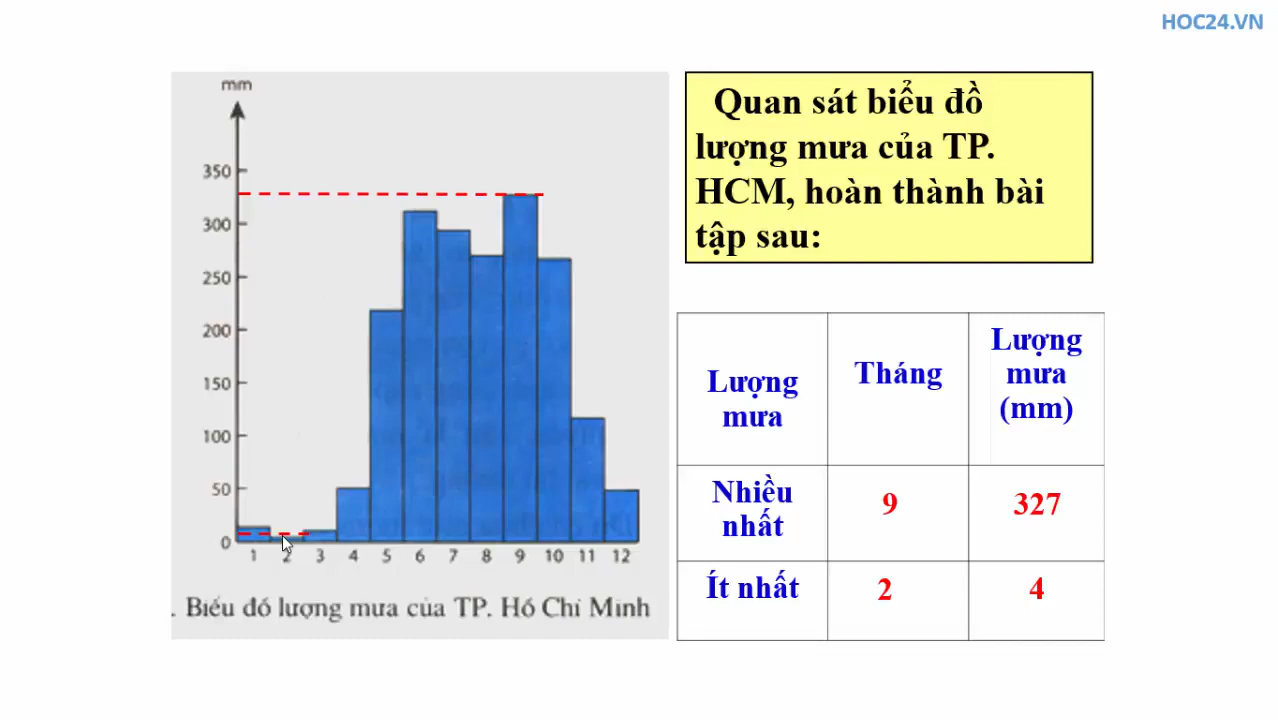 HOC24.VN
mm
350
300
250
200
150
100
50
0
1 2 3 4 5 6 7 8 9 10 11 12
. Biểu đồ lượng mưa của TP. Hồ Chí Minh
Quan sát biểu đồ
lượng mưa của TP.
HCM, hoàn thành bài
tập sau:
Lượng
mưa
Tháng
Lượng
mưa
(mm)
Nhiều
nhất
9
327
Ít nhất
2
4